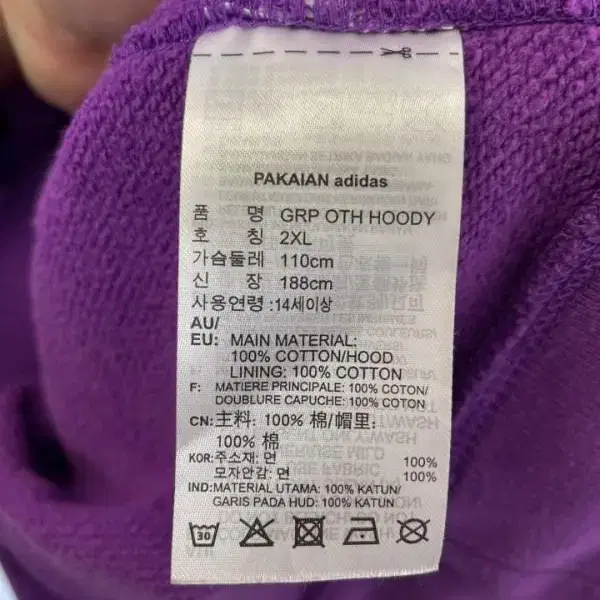 PAKAIAN adidas
품 명 GRP OTH HOODY
호 칭 2XL
가슴둘레 110cm
신 장 188cm
사용연령 :14세이상
AU/
EU: MAIN MATERIAL:
100% COTTON/HOOD
LINING: 100% COTTON
F: MATIERE PRINCIPALE: 100% COTON/
DOUBLURE CAPUCHE: 100% COTON
CN:主料: 100% 棉/帽里:
100% 棉
KOR:주소재: 면 100%
모자안감: 면 100%
IND:MATERIAL UTAMA: 100% KATUN/
GARIS PADA HUD: 100% KATUN
30